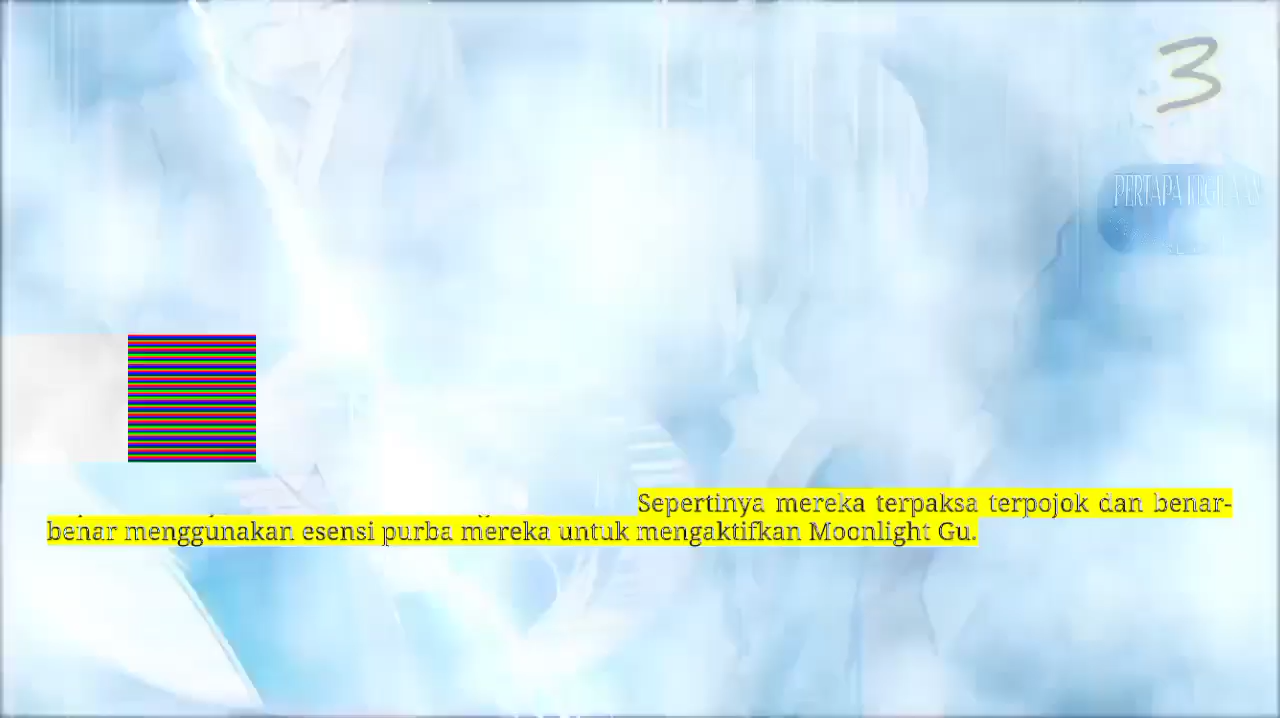 3
PERTAPA KEGILAAN
Sepertinya mereka terpaksa terpojok dan benar-
benar menggunakan esensi purba mereka untuk mengaktifkan Moonlight Gu.